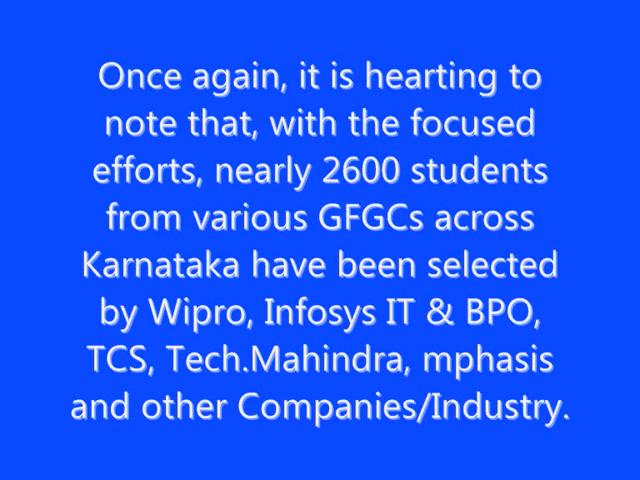 Once again, it is hearting to
note that, with the focused
efforts, nearly 2600 students
from various GFGCs across
Karnataka have been selected
by Wipro, Infosys IT & BPO,
TCS, Tech.Mahindra, mphasis
and other Companies/Industry.